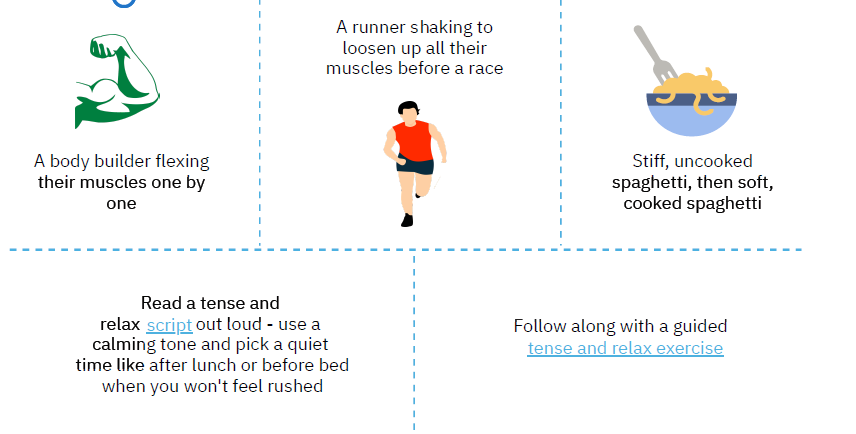 A runner shaking to
loosen up all their
muscles before a race
A body builder flexing
their muscles one by
one
Stiff, uncooked
spaghetti, then soft,
cooked spaghetti
Read a tense and
relax script out loud - use a
calming tone and pick a quiet
time like after lunch or before bed
when you won't feel rushed
Follow along with a guided
tense and relax exercise